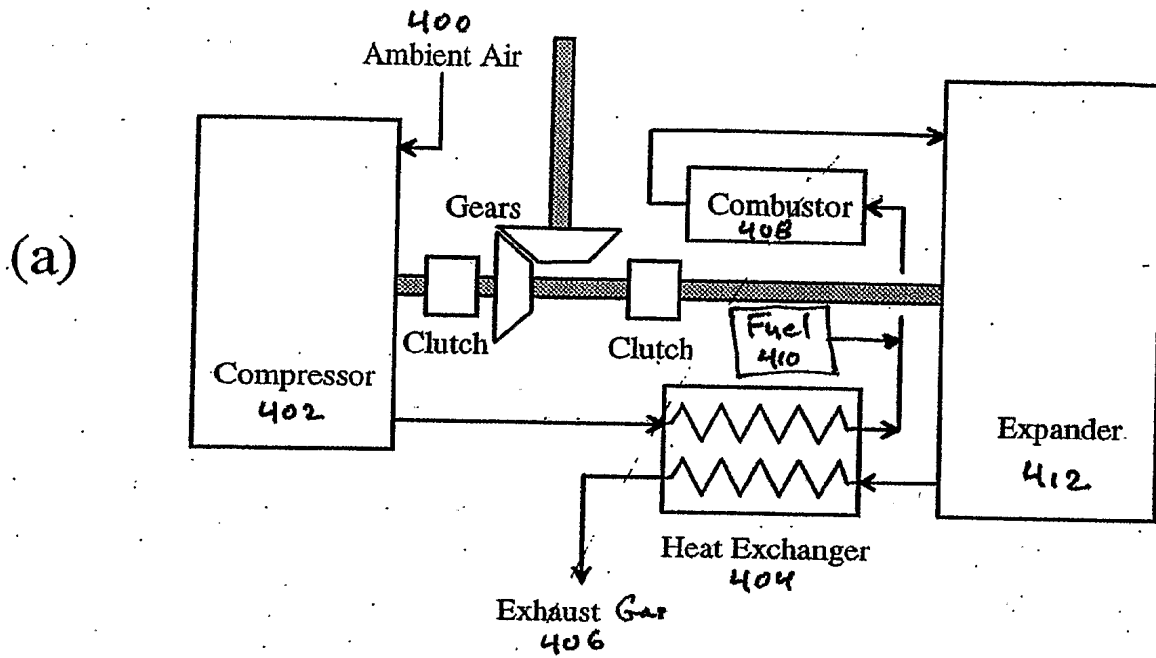 400
Ambient Air
(a)
Gears
Combustor
408
Clutch
Clutch
Fuel
410
Compressor
402
Expander
412
Heat Exchanger
404
Exhaust Gas
406